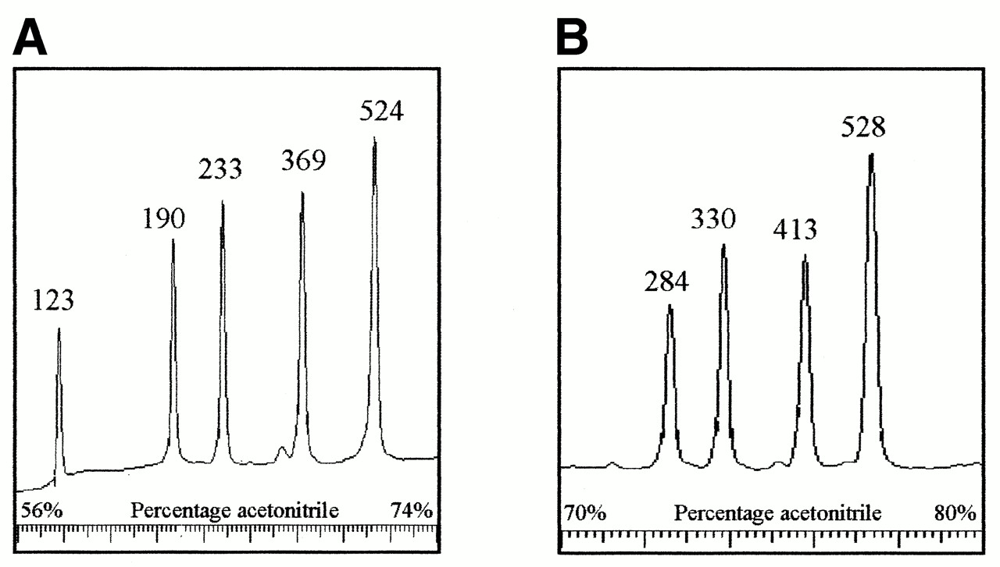 A
524
369
233
190
123
56% Percentage acetonitrile 74%
B
528
330
413
284
70% Percentage acetonitrile 80%